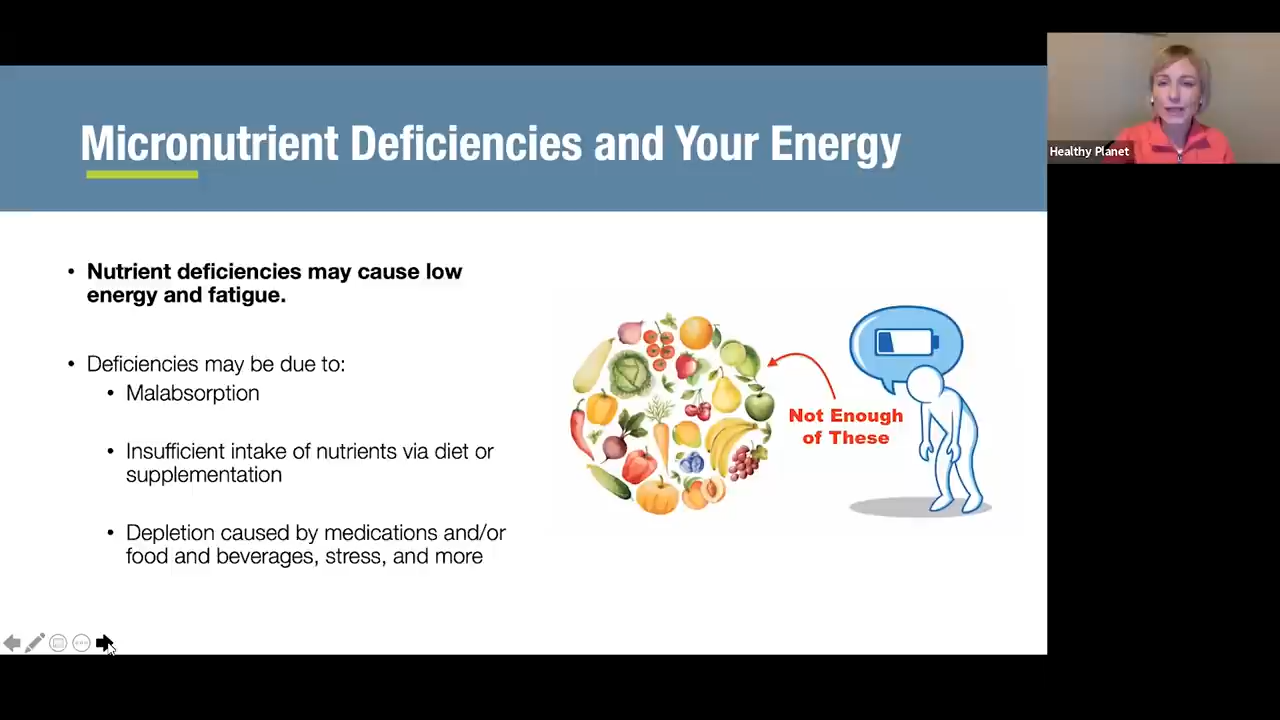 Micronutrient Deficiencies and Your Energy
Healthy Planet
• Nutrient deficiencies may cause low
energy and fatigue.
• Deficiencies may be due to:
• Malabsorption
• Insufficient intake of nutrients via diet or
supplementation
• Depletion caused by medications and/or
food and beverages, stress, and more
Not Enough
of These